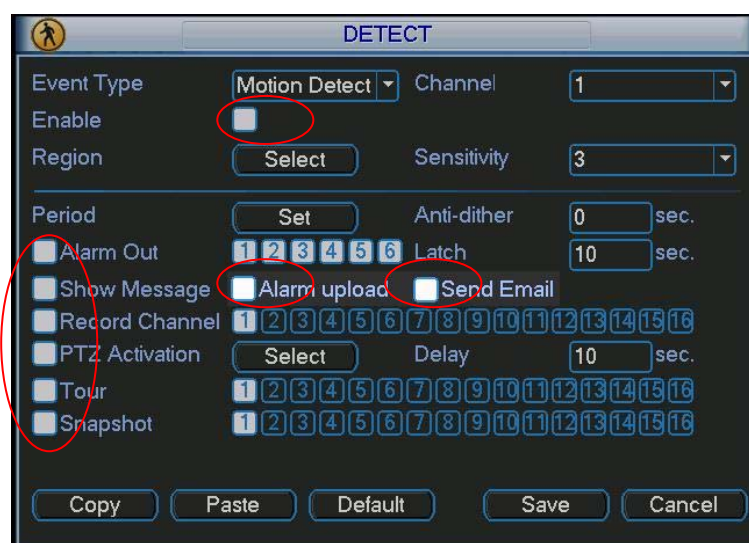 DETECT
Event Type Motion Detect Channel 1
Enable
Region Select Sensitivity 3
Period Set Anti-dither 0 sec.
Alarm Out 1 2 3 4 5 6 Latch 10 sec.
Show Message Alarm upload Send Email
Record Channel 1 2 3 4 5 6 7 8 9 10 11 12 13 14 15 16
PTZ Activation Select Delay 10 sec.
Tour 1 2 3 4 5 6 7 8 9 10 11 12 13 14 15 16
Snapshot 1 2 3 4 5 6 7 8 9 10 11 12 13 14 15 16
Copy Paste Default Save Cancel